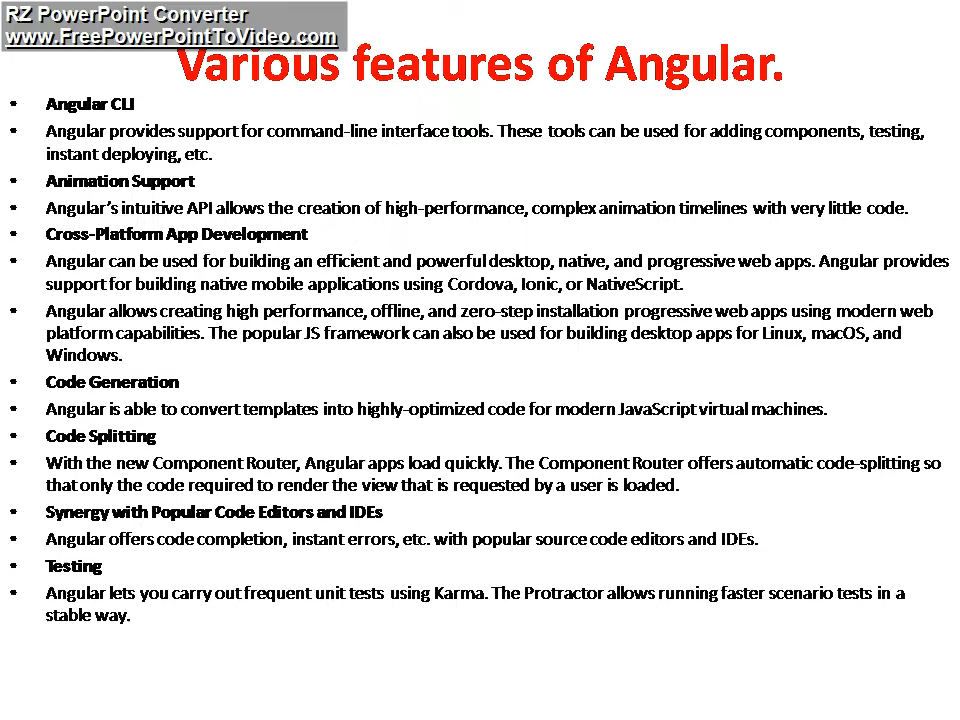 RZ PowerPoint Converter
www.FreePowerPointToVideo.com
Various features of Angular.
• Angular CLI
• Angular provides support for command-line interface tools. These tools can be used for adding components, testing,
instant deploying, etc.
• Animation Support
• Angular’s intuitive API allows the creation of high-performance, complex animation timelines with very little code.
• Cross-Platform App Development
• Angular can be used for building an efficient and powerful desktop, native, and progressive web apps. Angular provides
support for building native mobile applications using Cordova, Ionic, or NativeScript.
• Angular allows creating high performance, offline, and zero-step installation progressive web apps using modern web
platform capabilities. The popular JS framework can also be used for building desktop apps for Linux, macOS, and
Windows.
• Code Generation
• Angular is able to convert templates into highly-optimized code for modern JavaScript virtual machines.
• Code Splitting
• With the new Component Router, Angular apps load quickly. The Component Router offers automatic code-splitting so
that only the code required to render the view that is requested by a user is loaded.
• Synergy with Popular Code Editors and IDEs
• Angular offers code completion, instant errors, etc. with popular source code editors and IDEs.
• Testing
• Angular lets you carry out frequent unit tests using Karma. The Protractor allows running faster scenario tests in a
stable way.